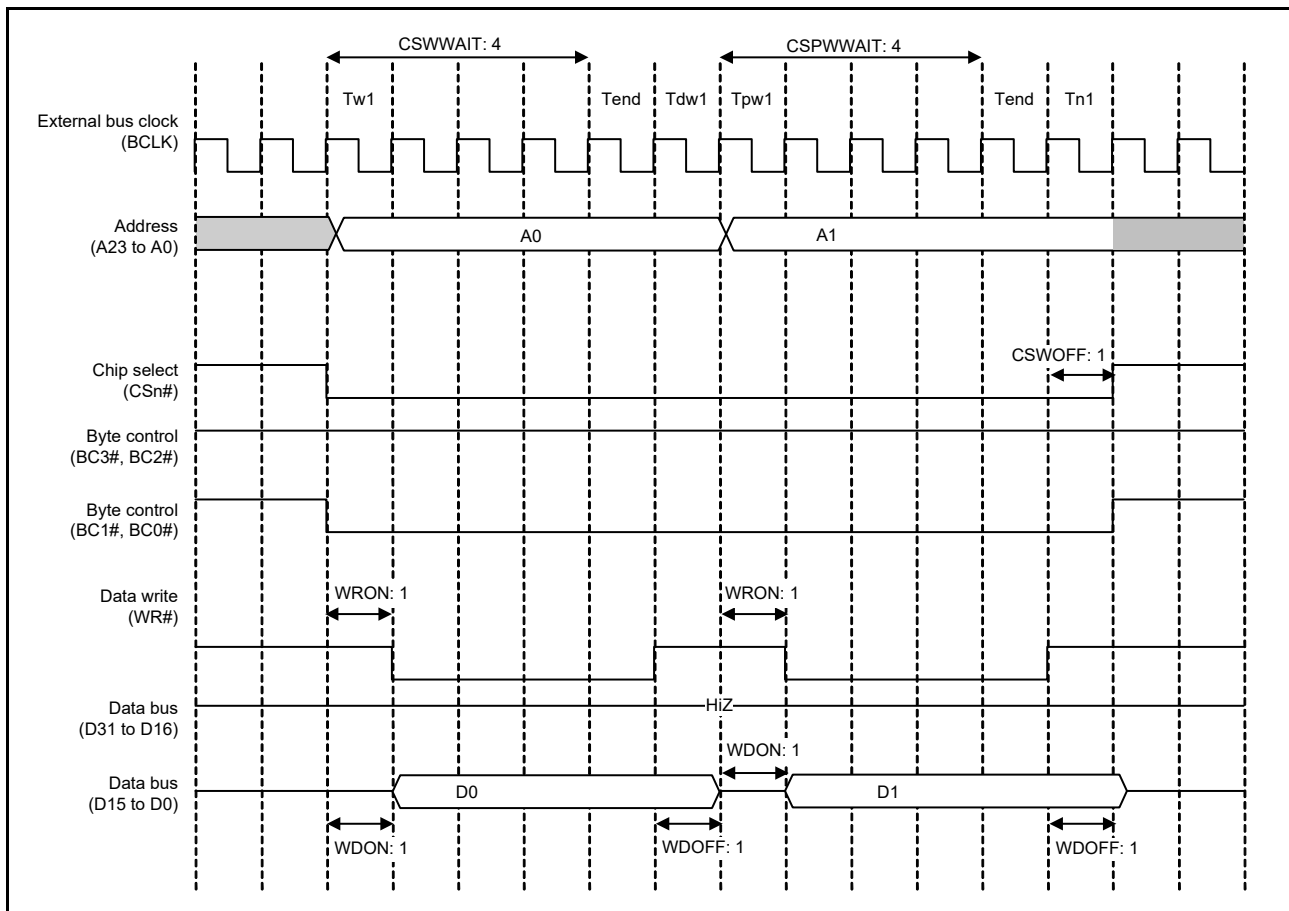 CSWWAIT: 4
CSPWWAIT: 4
Tw1
Tend
Tdw1
Tpw1
Tend
Tn1
External bus clock
(BCLK)
Address
(A23 to A0)
A0
A1
CSWOFF: 1
Chip select
(CSn#)
Byte control
(BC3#, BC2#)
Byte control
(BC1#, BC0#)
Data write
(WR#)
WRON: 1
WRON: 1
Data bus
(D31 to D16)
HiZ
WDON: 1
Data bus
(D15 to D0)
D0
D1
WDON: 1
WDOFF: 1
WDOFF: 1